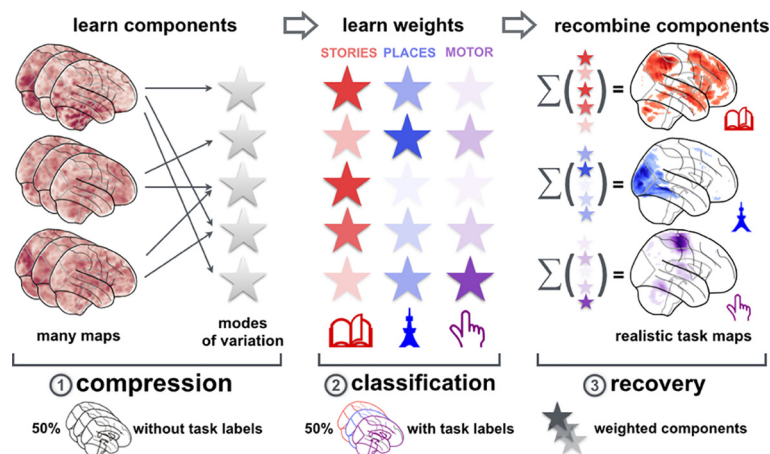 learn components
learn weights
recombine components
STORIES PLACES MOTOR
∑( )=
∑( )=
∑( )=
many maps
modes
of variation
realistic task maps
1 compression
50% without task labels
2 classification
50% with task labels
3 recovery
weighted components